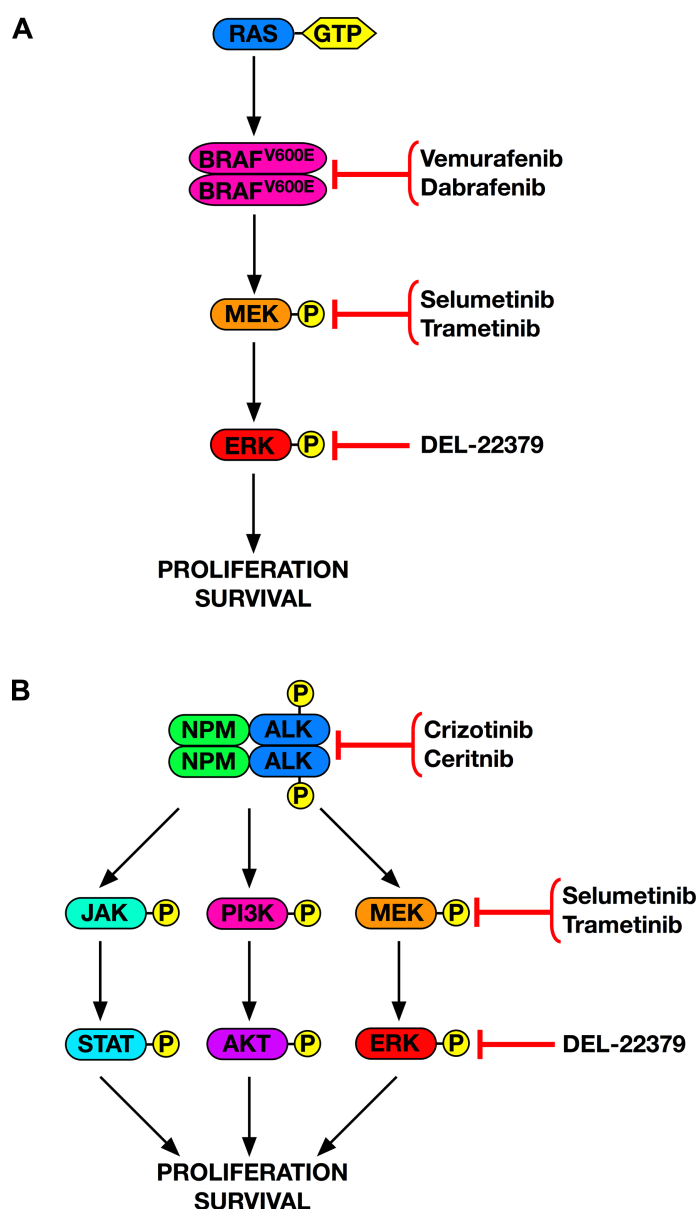 A
RAS GTP
BRAF V600E
BRAF V600E
Vemurafenib
Dabrafenib
MEK P
Selumetinib
Trametinib
ERK P
DEL-22379
PROLIFERATION
SURVIVAL
B
P
NPM ALK
NPM ALK
P
Crizotinib
Ceritnib
JAK P
PI3K P
MEK P
Selumetinib
Trametinib
STAT P
AKT P
ERK P
DEL-22379
PROLIFERATION
SURVIVAL